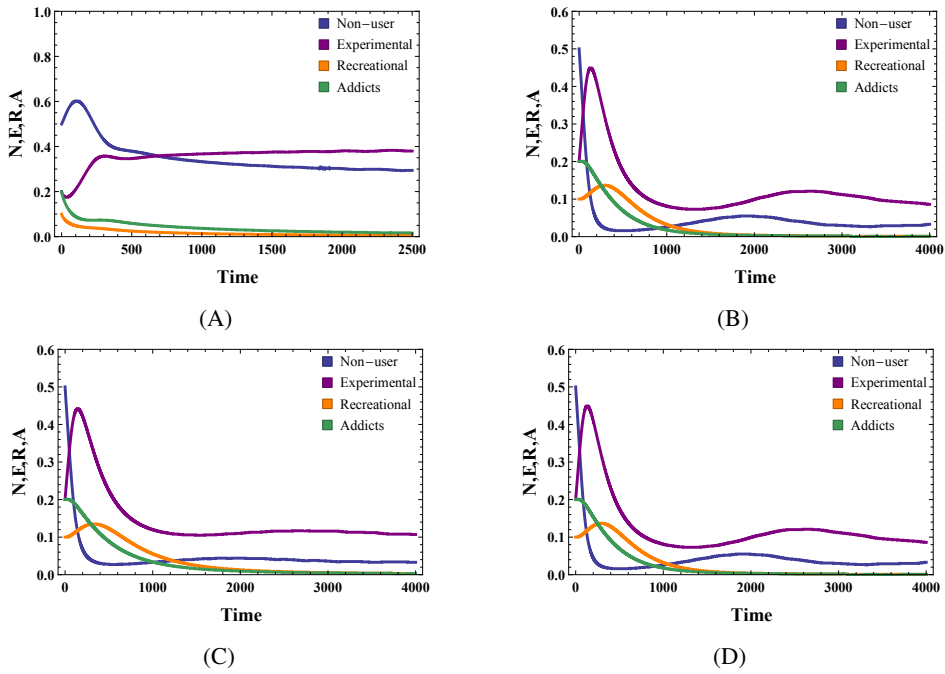 1.0
0.8
0.6
0.4
0.2
0.0
N,E,R,A
Non-user
Experimental
Recreational
Addicts
0 500 1000 1500 2000 2500
Time
(A)
0.6
0.5
0.4
0.3
0.2
0.1
0.0
N,E,R,A
Non-user
Experimental
Recreational
Addicts
0 1000 2000 3000 4000
Time
(B)
0.6
0.5
0.4
0.3
0.2
0.1
0.0
N,E,R,A
Non-user
Experimental
Recreational
Addicts
0 1000 2000 3000 4000
Time
(C)
0.6
0.5
0.4
0.3
0.2
0.1
0.0
N,E,R,A
Non-user
Experimental
Recreational
Addicts
0 1000 2000 3000 4000
Time
(D)